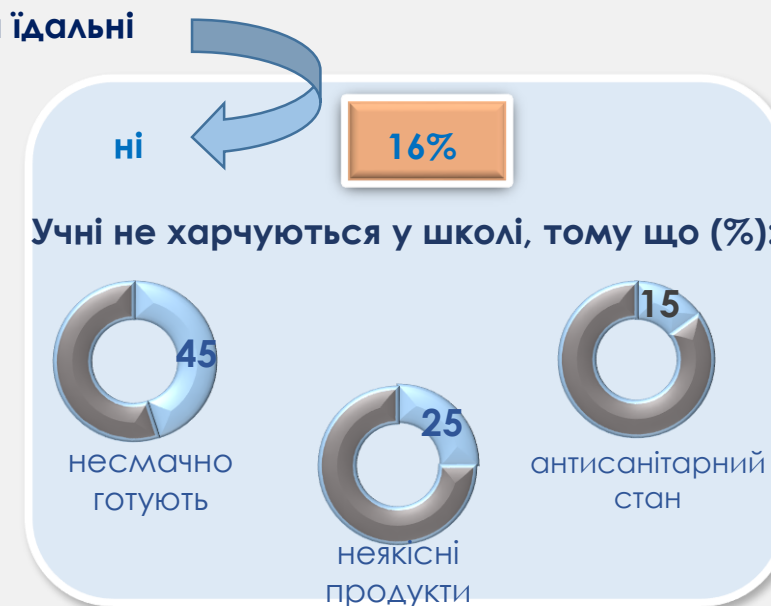 їдальні
ні
16%
Учні не харчуються у школі, тому що (%):
45
несмачно
готують
25
неякісні
продукти
15
антисанітарний
стан